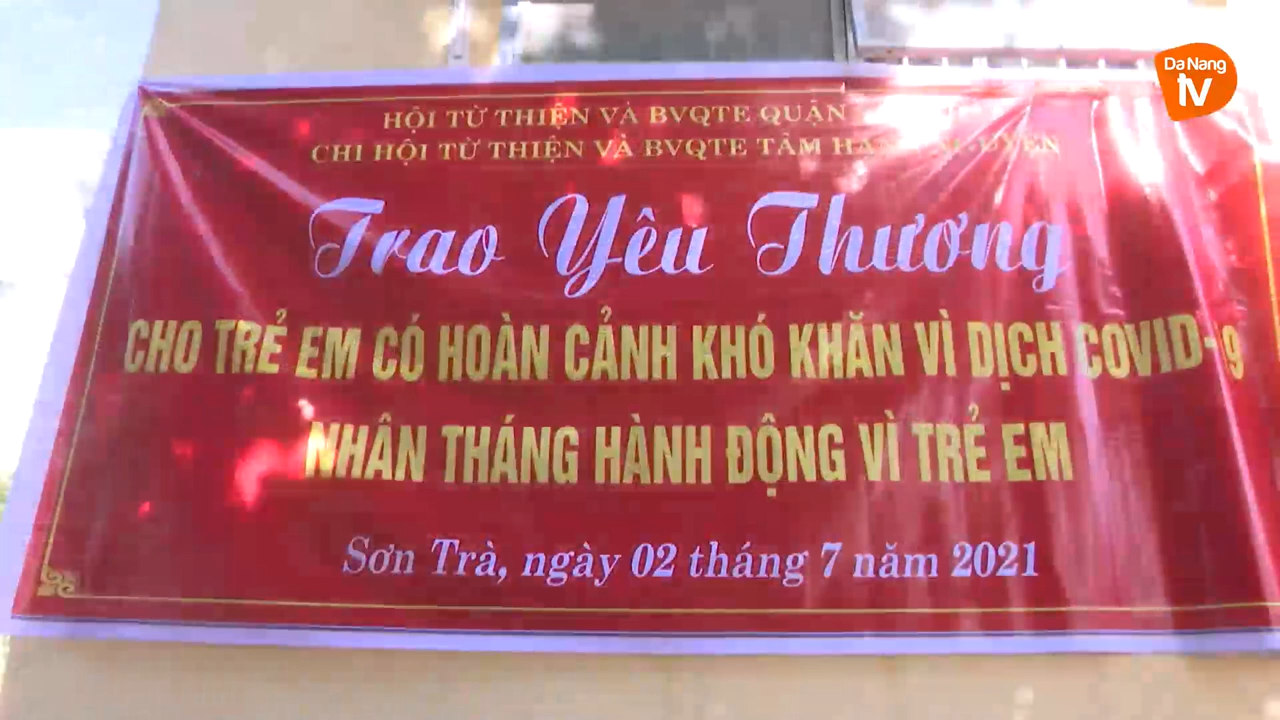 Da Nang
tv
HỘI TỪ THIỆN VÀ BVQTE QUẬN
CHI HỘI TỪ THIỆN VÀ BVQTE TÂM
Trao Yêu Thương
CHO TRẺ EM CÓ HOÀN CẢNH KHÓ KHĂN VÌ DỊCH COVID-19
NHÂN THÁNG HÀNH ĐỘNG VÌ TRẺ EM
Sơn Trà, ngày 02 tháng 7 năm 2021